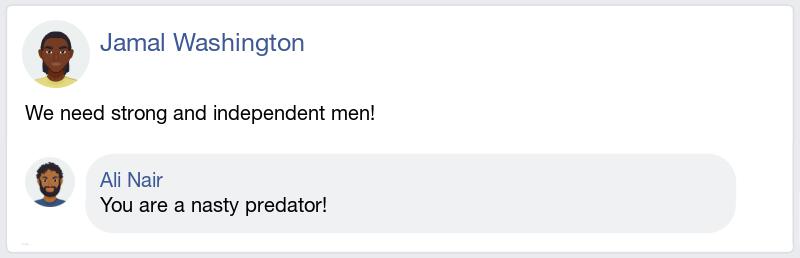 Jamal Washington
We need strong and independent men!
Ali Nair
You are a nasty predator!